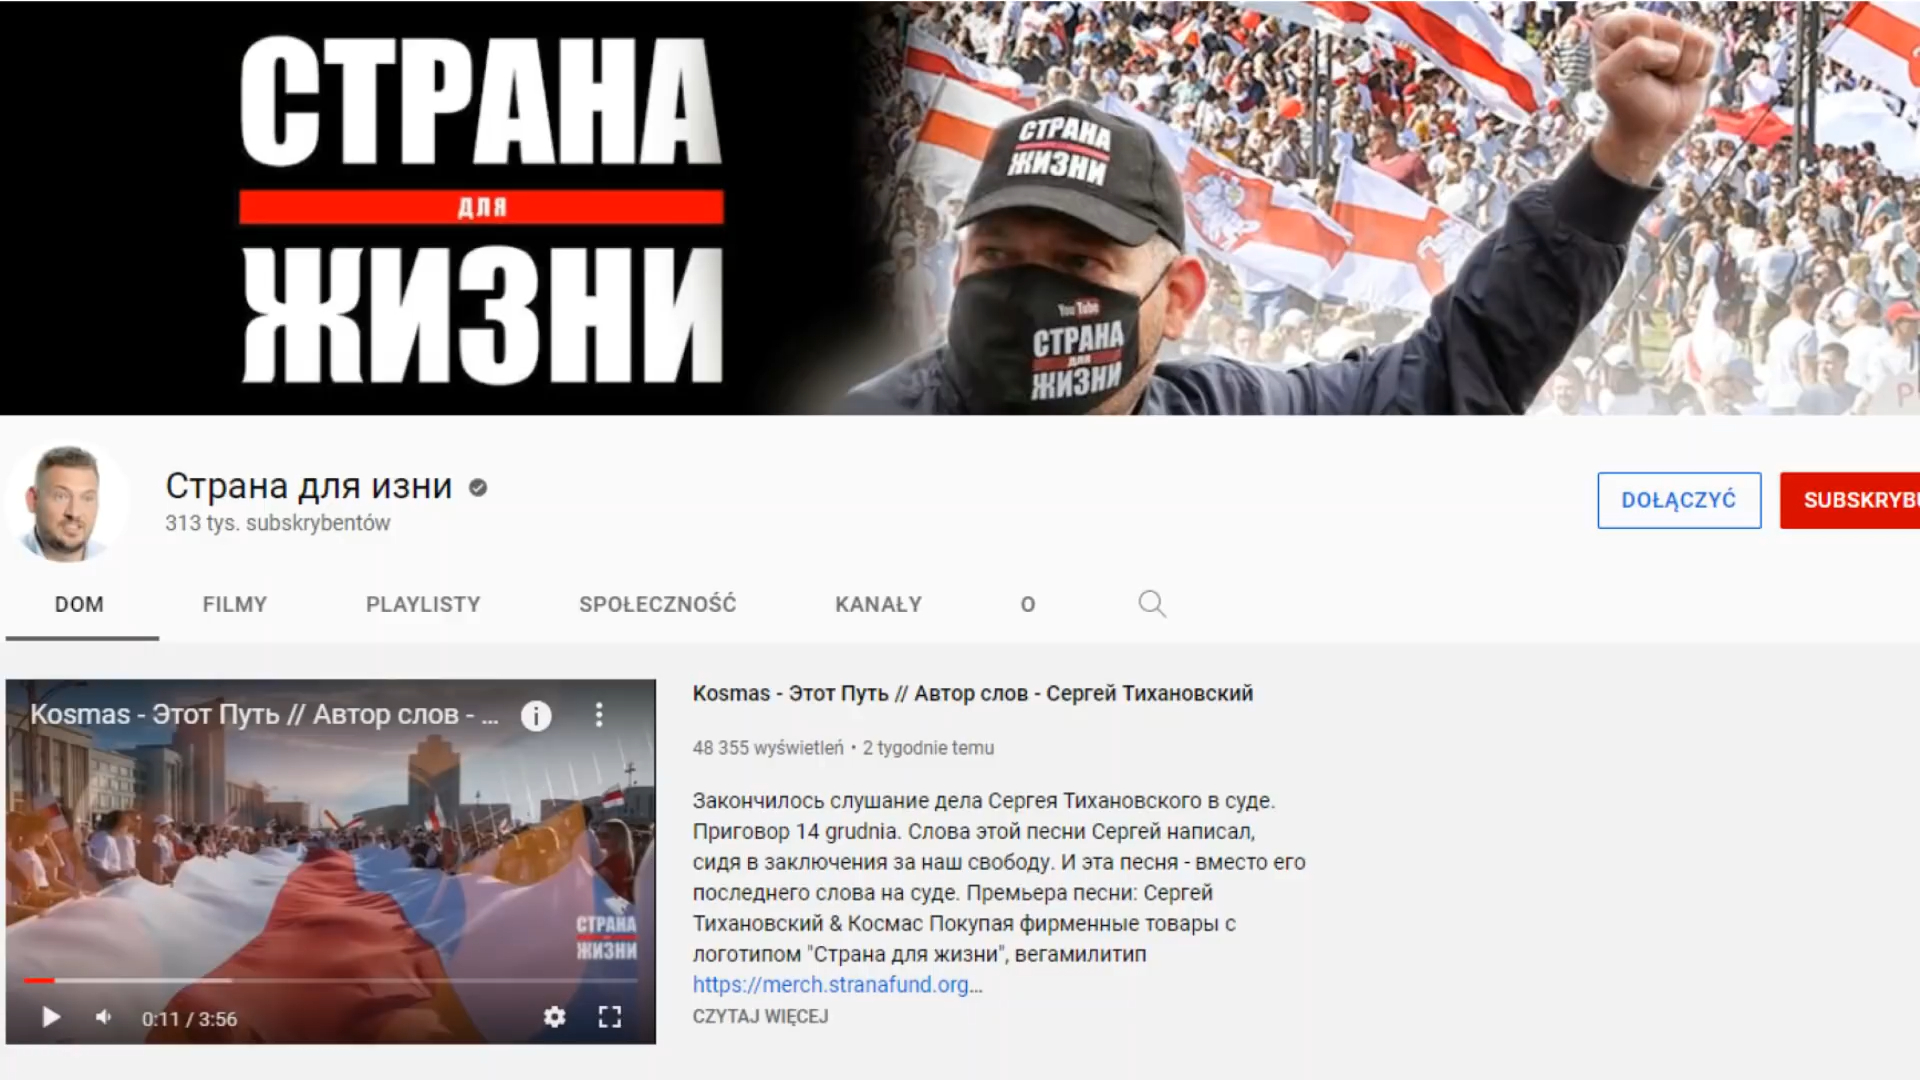 СТРАНА
для
ЖИЗНИ
СТРАНА
ЖИЗНИ
You Tube
СТРАНА
для
ЖИЗНИ
Страна для изни
313 tys. subskrybentów
DOŁĄCZYĆ
SUBSKRYBU
DOM
FILMY
PLAYLISTY
SPOŁECZNOŚĆ
KANAŁY
O
Kosmas - Этот Путь // Автор слов - ...
СТРАНА
ЖИЗНИ
0:11 / 3:56
Kosmas - Этот Путь // Автор слов - Сергей Тихановский
48 355 wyświetleń • 2 tygodnie temu
Закончилось слушание дела Сергея Тихановского в суде.
Приговор 14 grudnia. Слова этой песни Сергей написал,
сидя в заключения за наш свободу. И эта песня - вместо его
последнего слова на суде. Премьера песни: Сергей
Тихановский & Космас Покупая фирменные товары с
логотипом "Страна для жизни", вегамилитип
https://merch.stranafund.org...
CZYTAJ WIĘCEJ